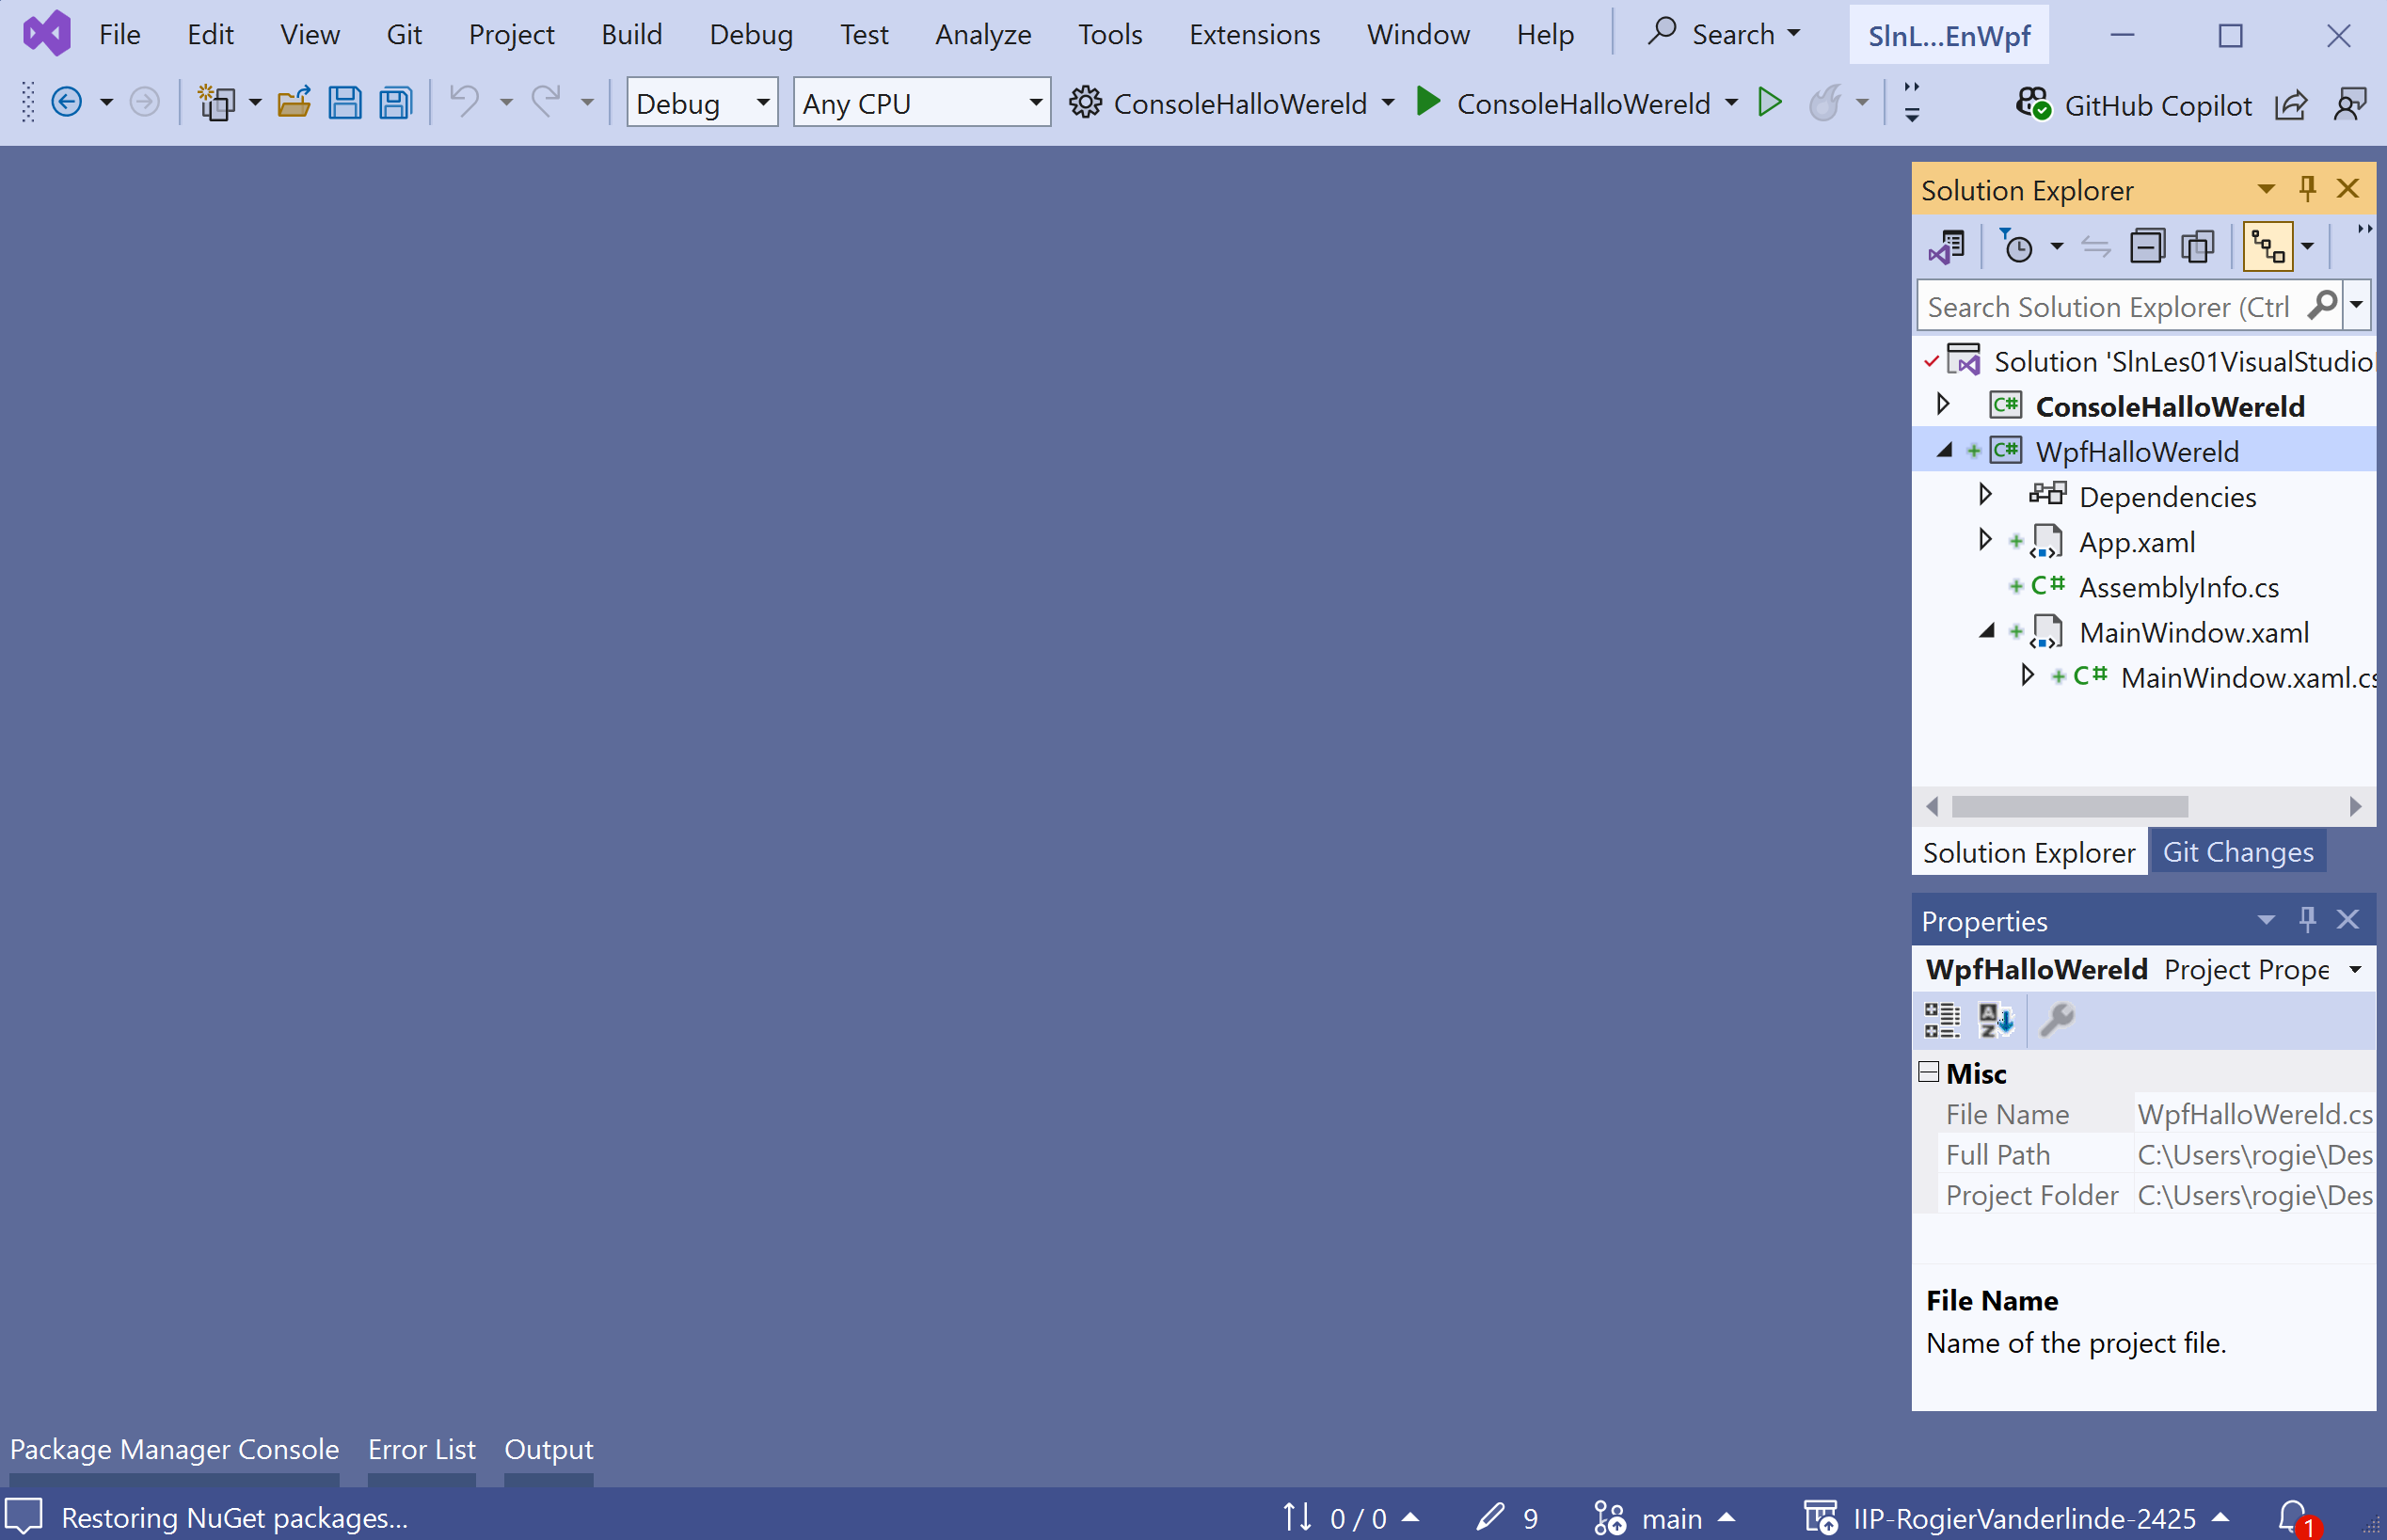 File Edit View Git Project Build Debug Test Analyze Tools Extensions Window Help Search SlnL...EnWpf
Debug Any CPU ConsoleHalloWereld ConsoleHalloWereld GitHub Copilot
Solution Explorer
Search Solution Explorer (Ctrl
Solution 'SlnLes01VisualStudio
C# ConsoleHalloWereld
C# WpfHalloWereld
Dependencies
App.xaml
C# AssemblyInfo.cs
MainWindow.xaml
C# MainWindow.xaml.cs
Solution Explorer Git Changes
Properties
WpfHalloWereld Project Prope
Misc
File Name WpfHalloWereld.cs
Full Path C:\Users\rogie\Des
Project Folder C:\Users\rogie\Des
File Name
Name of the project file.
Package Manager Console Error List Output
Restoring NuGet packages... 0 / 0 9 main IIP-RogierVanderlinde-2425 1